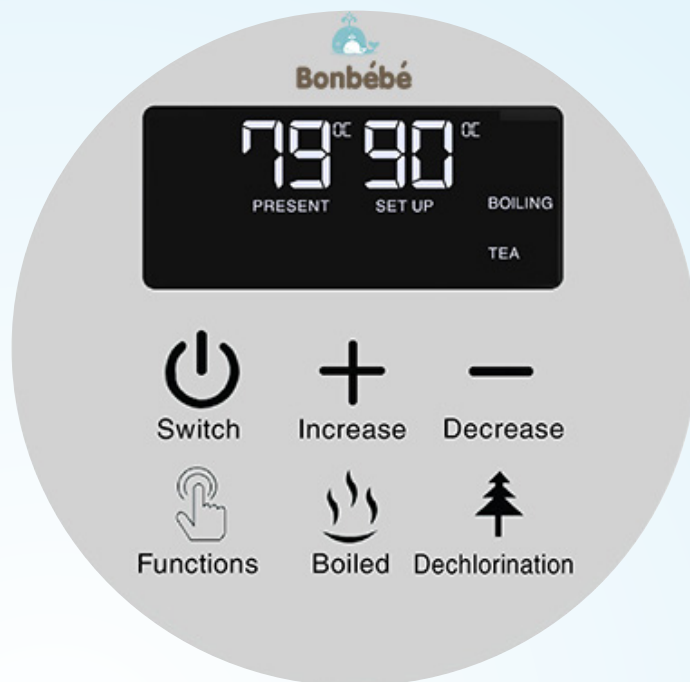 Bonbébé
79 °C 90 °C
PRESENT SET UP BOILING
TEA
Switch Increase Decrease
Functions Boiled Dechlorination